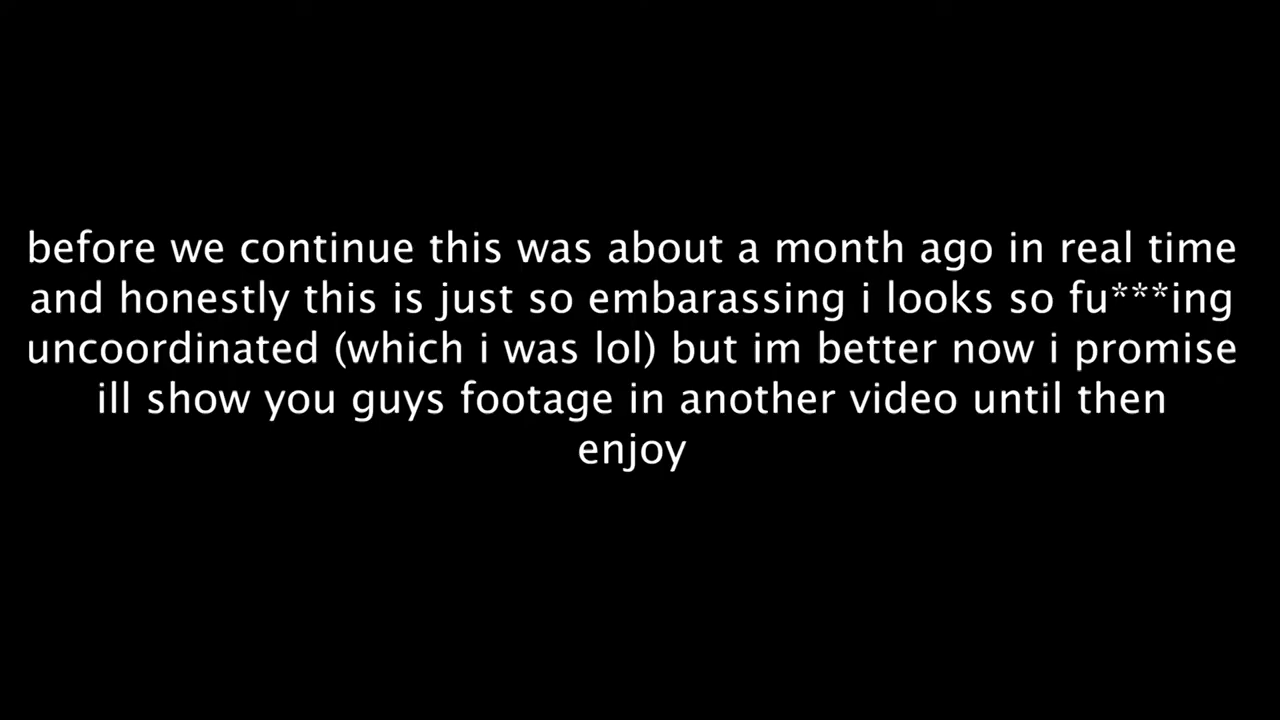 before we continue this was about a month ago in real time
and honestly this is just so embarassing i looks so fu***ing
uncoordinated (which i was lol) but im better now i promise
ill show you guys footage in another video until then
enjoy